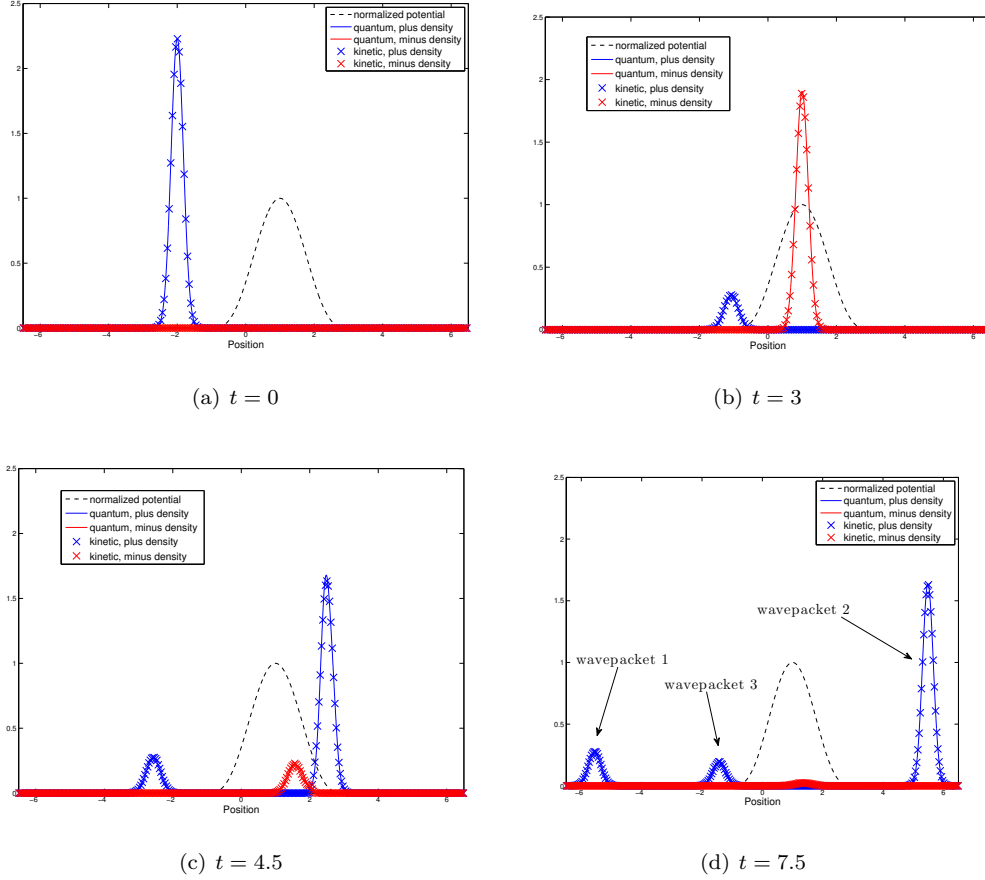 2.5
2
1.5
1
0.5
0
−6
−4
−2
0
2
4
6
Position
normalized potential
quantum, plus density
quantum, minus density
kinetic, plus density
kinetic, minus density
(a) t = 0
2.5
2
1.5
1
0.5
0
−6
−4
−2
0
2
4
6
Position
normalized potential
quantum, plus density
quantum, minus density
kinetic, plus density
kinetic, minus density
(b) t = 3
2.5
2
1.5
1
0.5
0
−6
−4
−2
0
2
4
6
Position
normalized potential
quantum, plus density
quantum, minus density
kinetic, plus density
kinetic, minus density
(c) t = 4.5
2.5
2
1.5
1
0.5
0
−6
−4
−2
0
2
4
6
Position
normalized potential
quantum, plus density
quantum, minus density
kinetic, plus density
kinetic, minus density
wavepacket 2
wavepacket 1
wavepacket 3
(d) t = 7.5